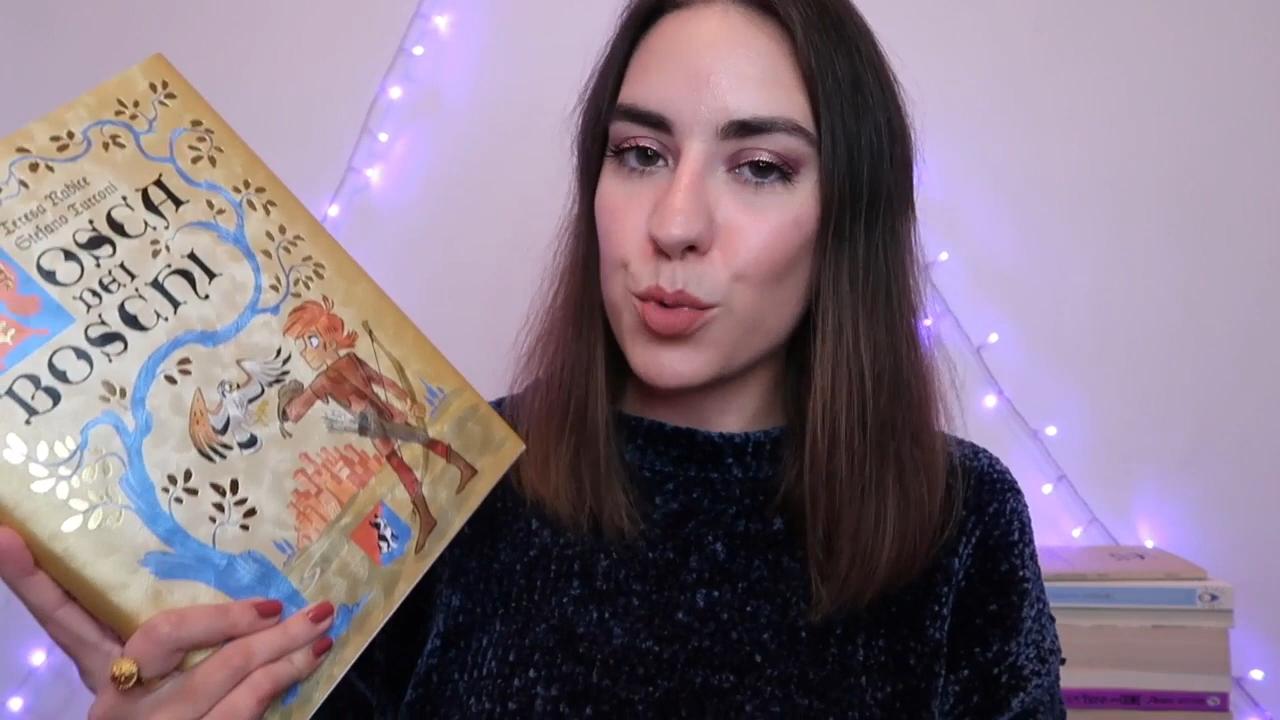 Teresa Radice
Stefano Turconi
OSCA
DEI
BOSCHI